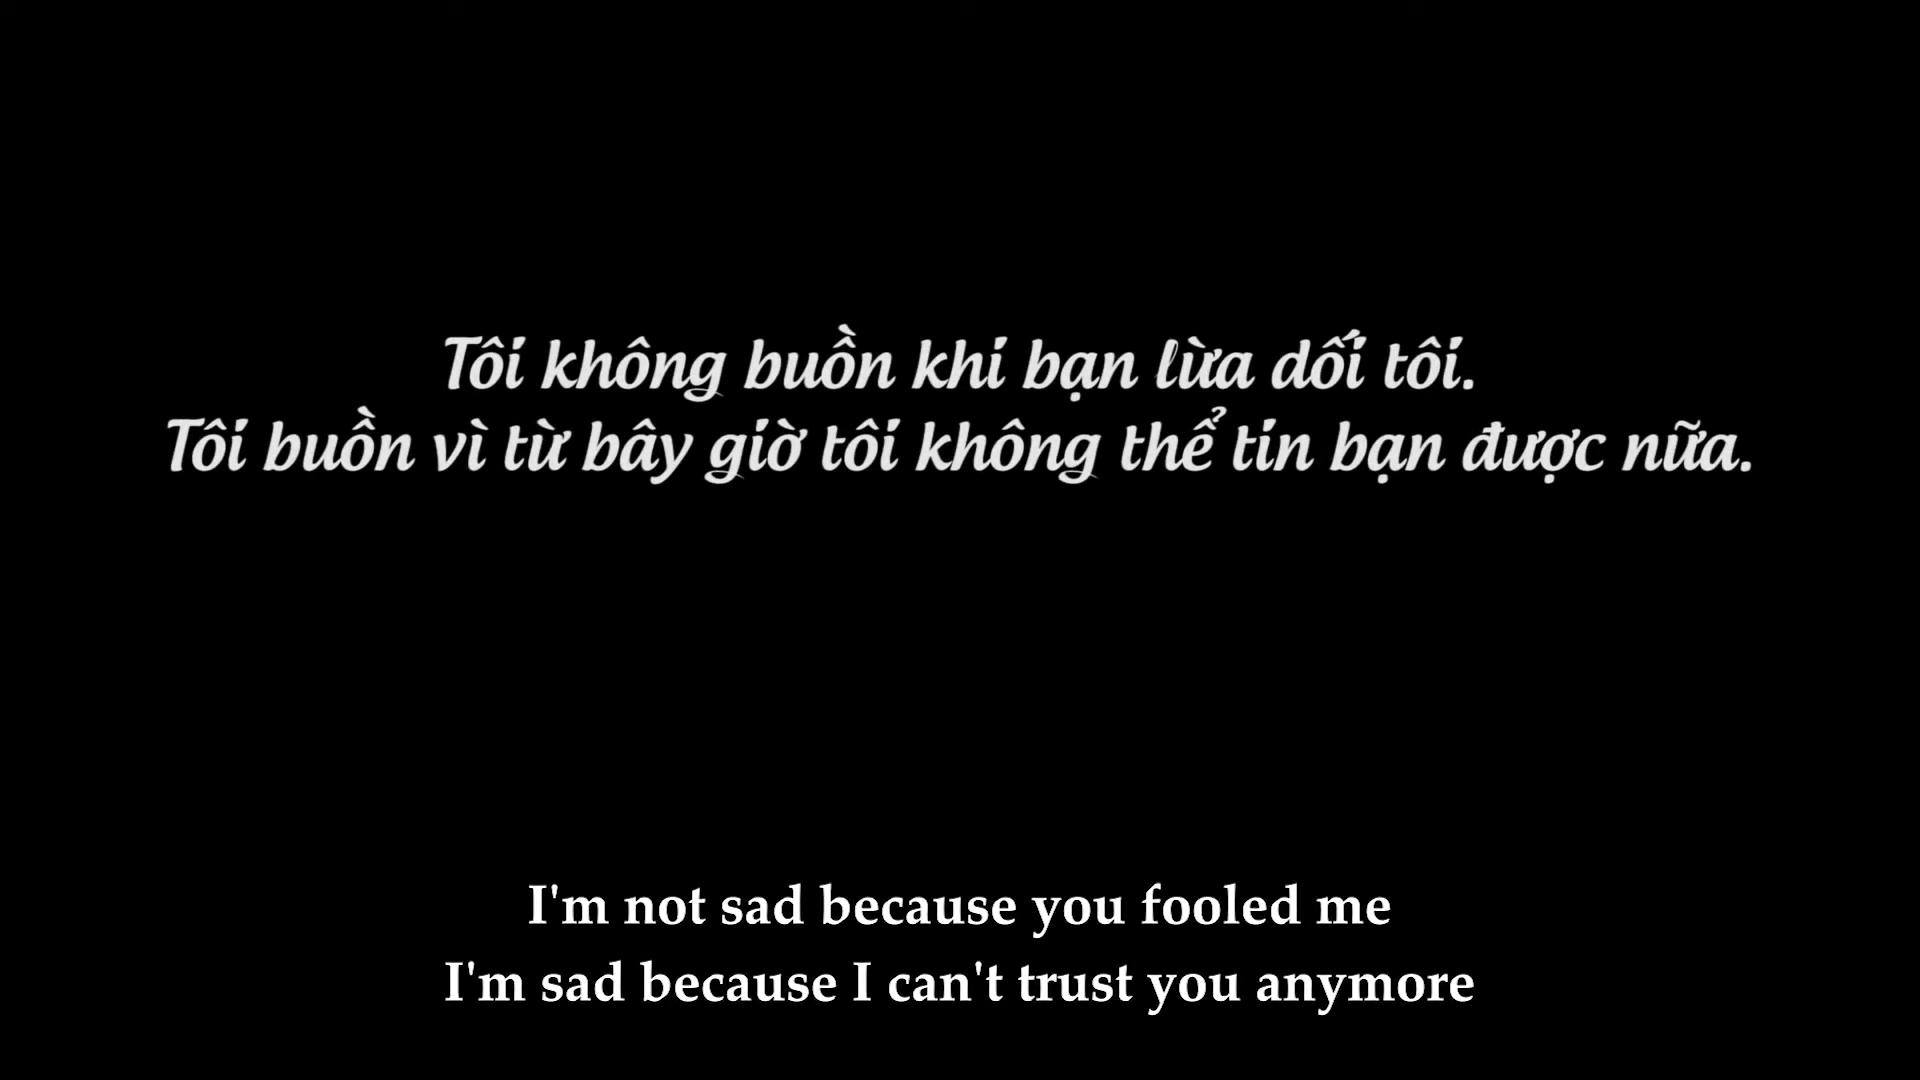 Tôi không buồn khi bạn lừa dối tôi.
Tôi buồn vì từ bây giờ tôi không thể tin bạn được nữa.
I'm not sad because you fooled me
I'm sad because I can't trust you anymore